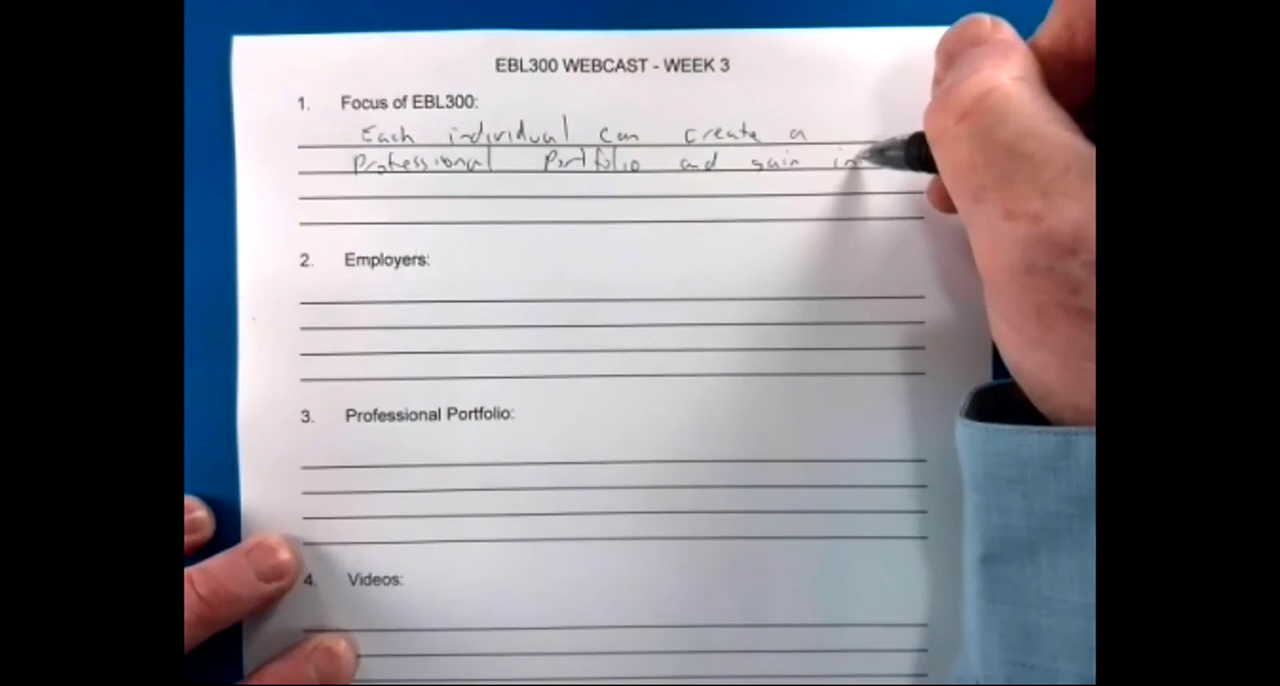 EBL300 WEBCAST - WEEK 3
1. Focus of EBL300:
Each individual can create a
Professional Portfolio and gain in
2. Employers:
3. Professional Portfolio:
4. Videos: